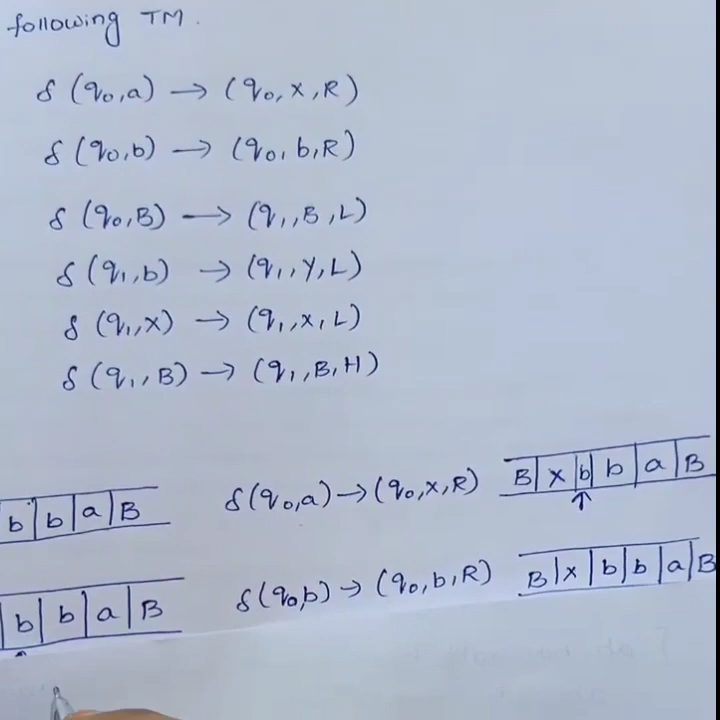 following TM.
δ (q₀,a) → (q₀,x,R)
δ (q₀,b) → (q₀,b,R)
δ (q₀,B) → (q₁,B,L)
δ (q₁,b) → (q₁,Y,L)
δ (q₁,x) → (q₁,x,L)
δ (q₁,B) → (q₁,B,H)
b|b|a|B δ(q₀,a)→(q₀,x,R) B|x|b|b|a|B
b|b|a|B δ(q₀,b)→(q₀,b,R) B|x|b|b|a|B